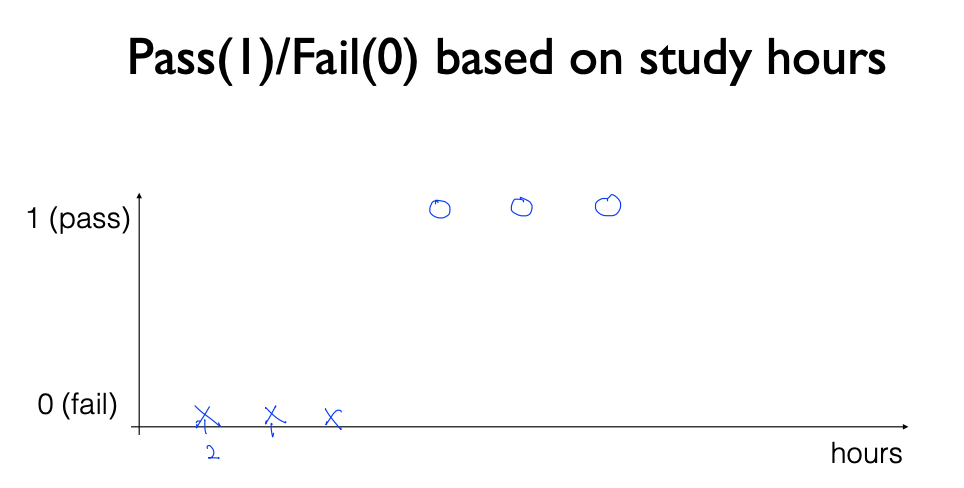 Pass(1)/Fail(0) based on study hours
1 (pass)
0 (fail)
2
hours